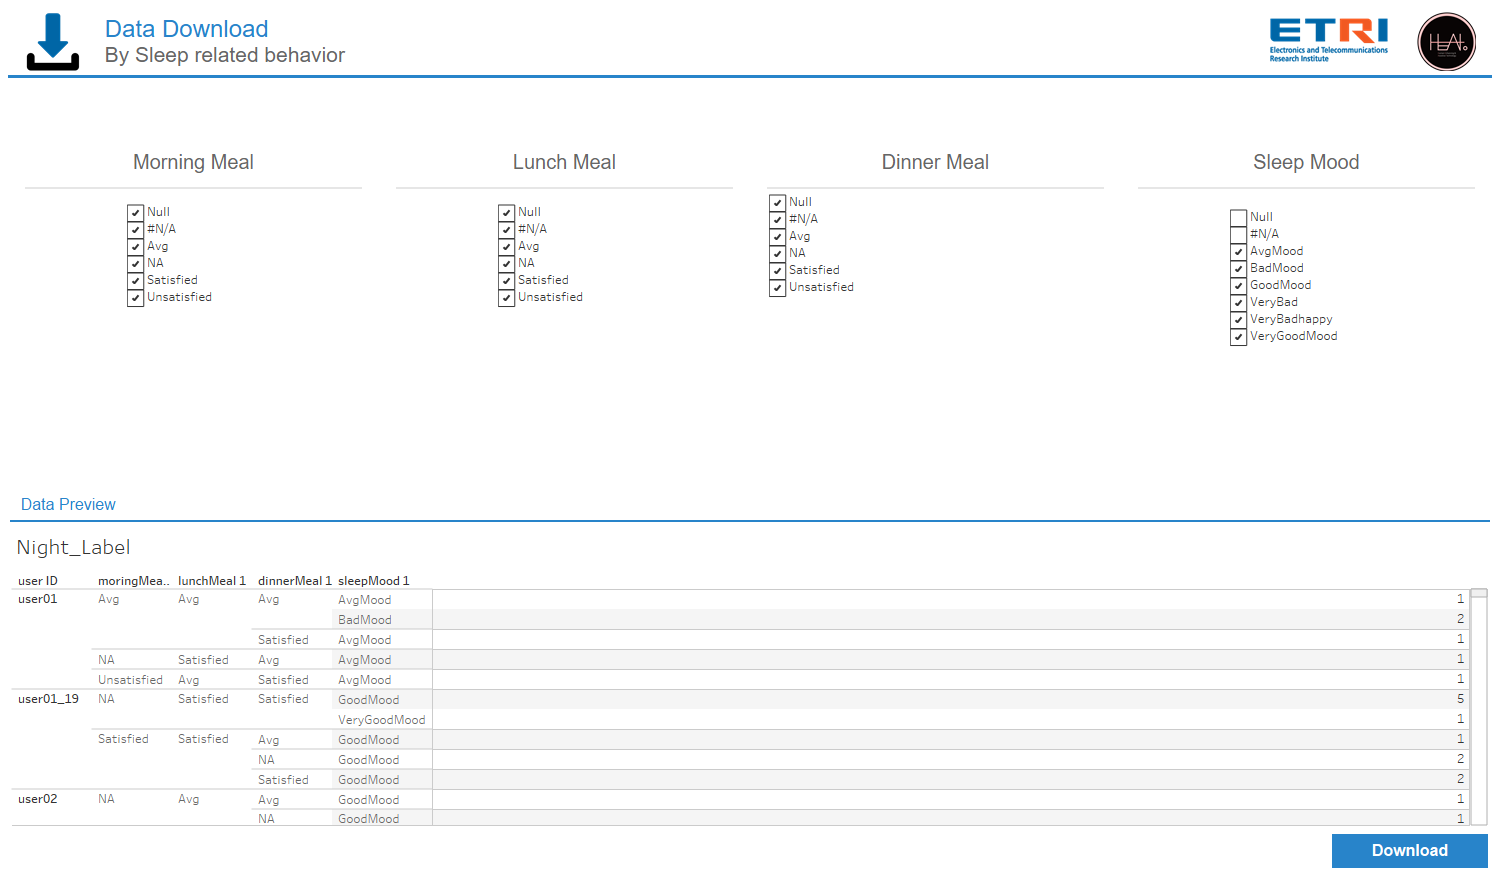 Data Download
By Sleep related behavior
ETRI
Electronics and Telecommunications
Research Institute
Morning Meal
Null
#N/A
Avg
NA
Satisfied
Unsatisfied
Lunch Meal
Null
#N/A
Avg
NA
Satisfied
Unsatisfied
Dinner Meal
Null
#N/A
Avg
NA
Satisfied
Unsatisfied
Sleep Mood
Null
#N/A
AvgMood
BadMood
GoodMood
VeryBad
VeryBadhappy
VeryGoodMood
Data Preview
Night_Label
user ID moringMea.. lunchMeal 1 dinnerMeal 1 sleepMood 1
user01 Avg Avg Avg AvgMood 1
BadMood 2
Satisfied AvgMood 1
NA Satisfied Avg AvgMood 1
Unsatisfied Avg Satisfied AvgMood 1
user01_19 NA Satisfied Satisfied GoodMood 5
VeryGoodMood 1
Satisfied Satisfied Avg GoodMood 1
NA GoodMood 2
Satisfied GoodMood 2
user02 NA Avg Avg GoodMood 1
NA GoodMood 1
Download